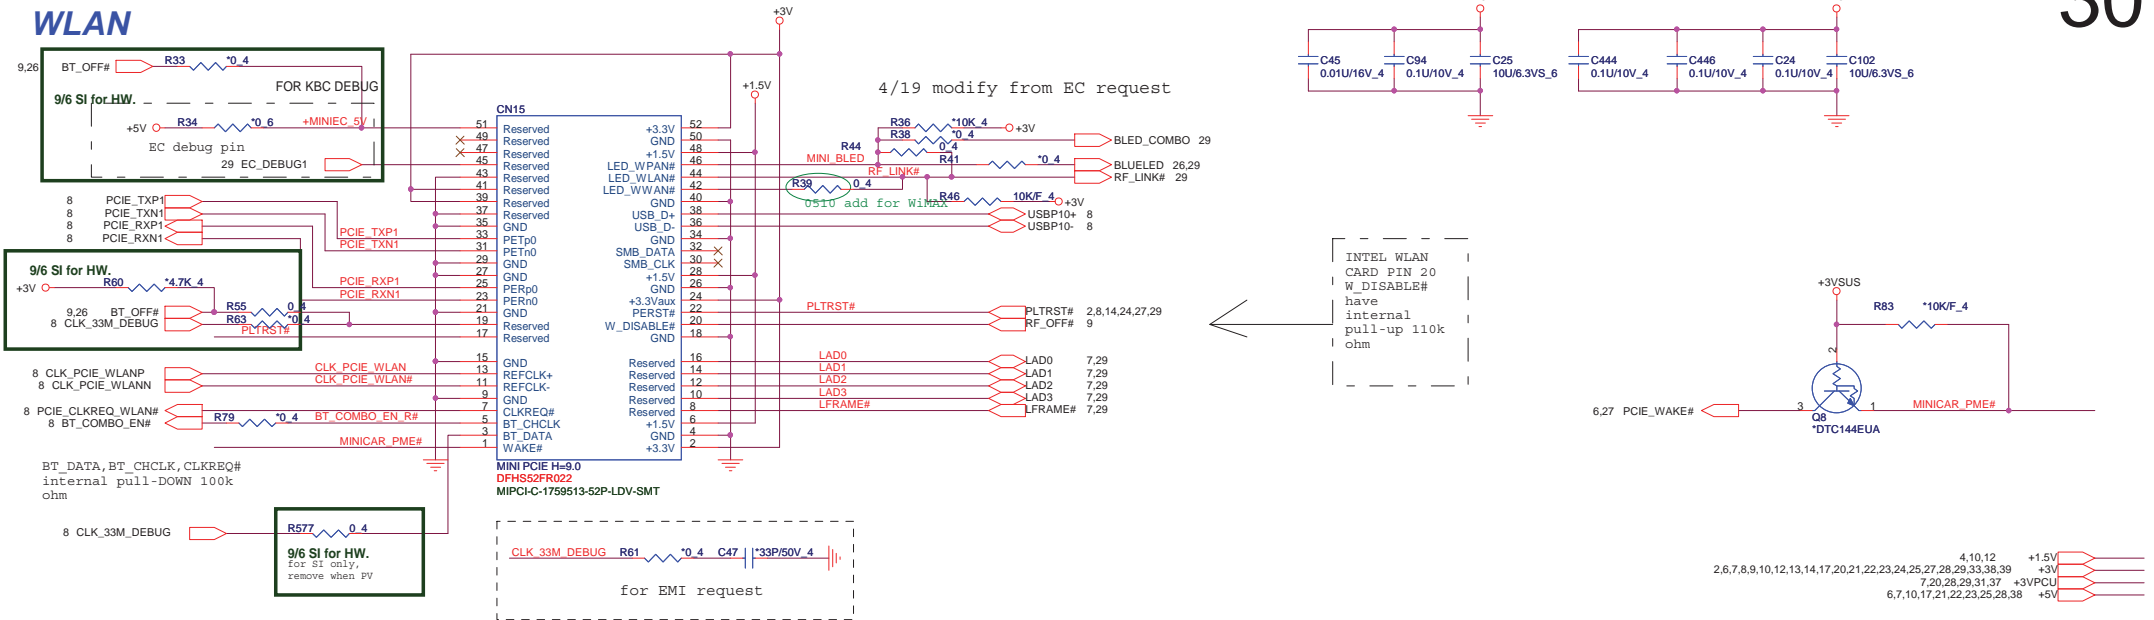 WLAN
30
+3V
9,26 BT_OFF# R33 *0_4
FOR KBC DEBUG
9/6 SI for HW.
+5V R34 *0_6 +MINIEC_5V
EC debug pin
29 EC_DEBUG1
8 PCIE_TXP1
8 PCIE_TXN1
8 PCIE_RXP1
8 PCIE_RXN1
PCIE_TXP1
PCIE_TXN1
9/6 SI for HW.
+3V R60 *4.7K_4
PCIE_RXP1
PCIE_RXN1
9,26 BT_OFF# R55 0_4
8 CLK_33M_DEBUG R63 *0_4
PLTRST#
8 CLK_PCIE_WLANP CLK_PCIE_WLAN
8 CLK_PCIE_WLANN CLK_PCIE_WLAN#
8 PCIE_CLKREQ_WLAN#
8 BT_COMBO_EN# R79 *0_4 BT_COMBO_EN_R#
MINICAR_PME#
BT_DATA,BT_CHCLK,CLKREQ#
internal pull-DOWN 100k
ohm
8 CLK_33M_DEBUG R577 0_4
9/6 SI for HW.
for SI only,
remove when PV
CN15
51 Reserved +3.3V 52
49 Reserved GND 50
47 Reserved +1.5V 48
45 Reserved LED_WPAN# 46
43 Reserved LED_WLAN# 44
41 Reserved LED_WWAN# 42
39 Reserved GND 40
37 Reserved USB_D+ 38
35 GND USB_D- 36
33 PETp0 GND 34
31 PETn0 SMB_DATA 32
29 GND SMB_CLK 30
27 GND +1.5V 28
25 PERp0 GND 26
23 PERn0 +3.3Vaux 24
21 GND PERST# 22
19 Reserved W_DISABLE# 20
17 Reserved GND 18
15 GND Reserved 16
13 REFCLK+ Reserved 14
11 REFCLK- Reserved 12
9 GND Reserved 10
7 CLKREQ# Reserved 8
5 BT_CHCLK +1.5V 6
3 BT_DATA GND 4
1 WAKE# +3.3V 2
MINI PCIE H=9.0
DFHS52FR022
MIPCI-C-1759513-52P-LDV-SMT
CLK_33M_DEBUG R61 *0_4 C47 *33P/50V_4
for EMI request
+1.5V
4/19 modify from EC request
R36 *10K_4 +3V
R38 *0_4 BLED_COMBO 29
R44 0_4
MINI_BLED R41 *0_4 BLUELED 26,29
RF_LINK# RF_LINK# 29
R39 0_4
R46 10K/F_4 +3V
0510 add for WiMAX
USBP10+ 8
USBP10- 8
PLTRST# PLTRST# 2,8,14,24,27,29
RF_OFF# 9
LAD0 LAD0 7,29
LAD1 LAD1 7,29
LAD2 LAD2 7,29
LAD3 LAD3 7,29
LFRAME# LFRAME# 7,29
INTEL WLAN
CARD PIN 20
W_DISABLE#
have
internal
pull-up 110k
ohm
C45 0.01U/16V_4
C94 0.1U/10V_4
C25 10U/6.3VS_6
C444 0.1U/10V_4
C446 0.1U/10V_4
C24 0.1U/10V_4
C102 10U/6.3VS_6
+3VSUS
R83 *10K/F_4
2
6,27 PCIE_WAKE# 3 1 MINICAR_PME#
Q8
*DTC144EUA
4,10,12 +1.5V
2,6,7,8,9,10,12,13,14,17,20,21,22,23,24,25,27,28,29,33,38,39 +3V
7,20,28,29,31,37 +3VPCU
6,7,10,17,21,22,23,25,28,38 +5V